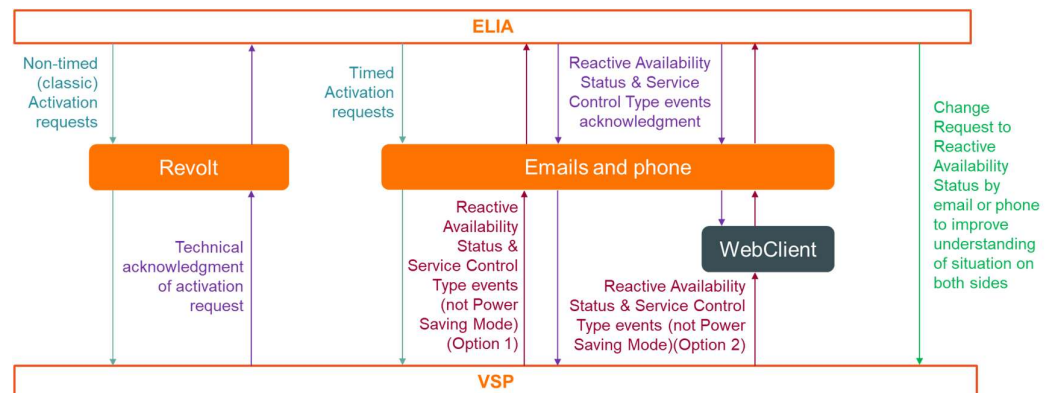 ELIA
Non-timed
(classic)
Activation
requests
Timed
Activation
requests
Reactive Availability
Status & Service
Control Type events
acknowledgment
Change
Request to
Reactive
Availability
Status by
email or phone
to improve
understanding
of situation on
both sides
Revolt
Emails and phone
Technical
acknowledgment
of activation
request
Reactive
Availability
Status &
Service Control
Type events
(not Power
Saving Mode)
(Option 1)
WebClient
Reactive Availability
Status & Service Control
Type events (not Power
Saving Mode)(Option 2)
VSP